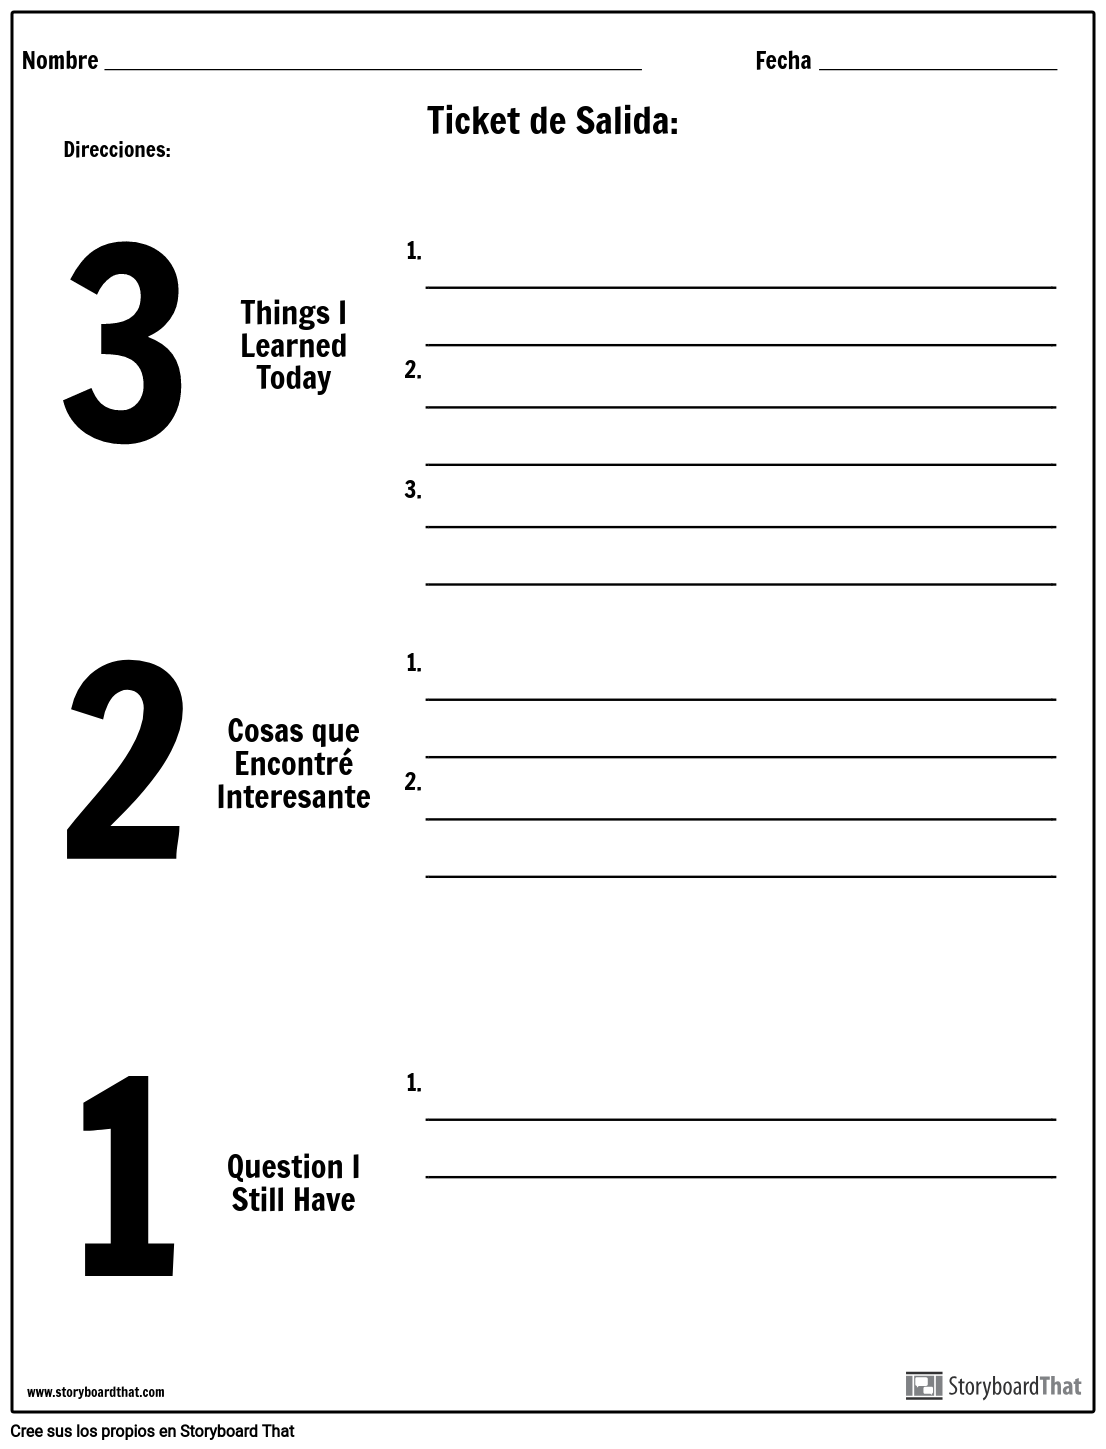 Nombre
Fecha
Ticket de Salida:
Direcciones:
3
Things I
Learned
Today
1.
2.
3.
2
Cosas que
Encontré
Interesante
1.
2.
1
Question I
Still Have
1.
www.storyboardthat.com
StoryboardThat
Cree sus los propios en Storyboard That